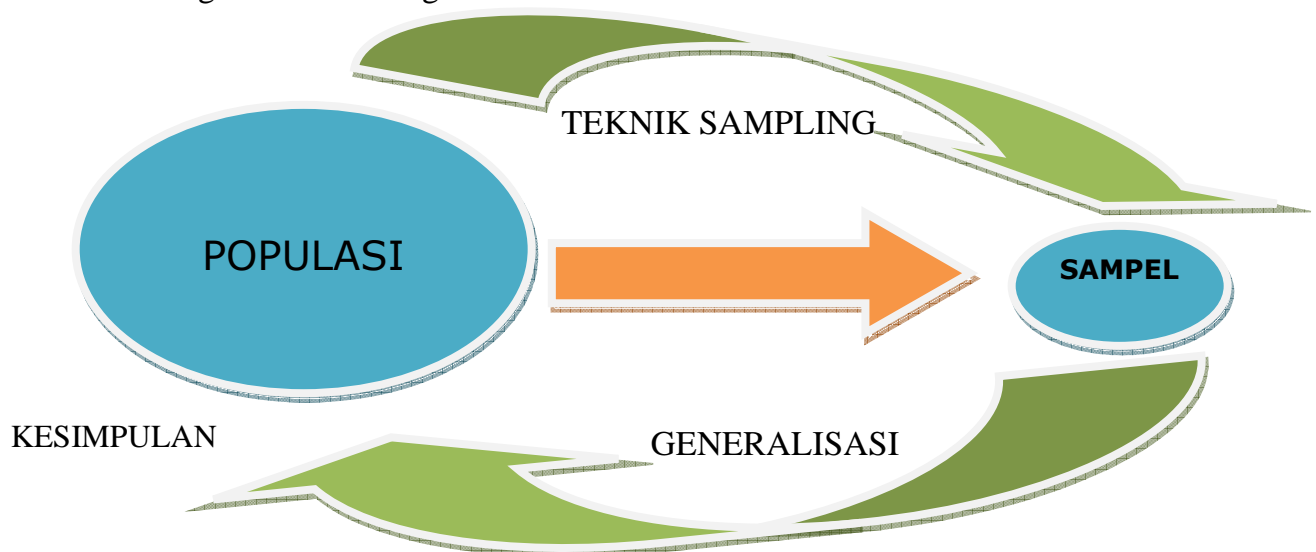 TEKNIK SAMPLING
POPULASI
SAMPEL
KESIMPULAN
GENERALISASI